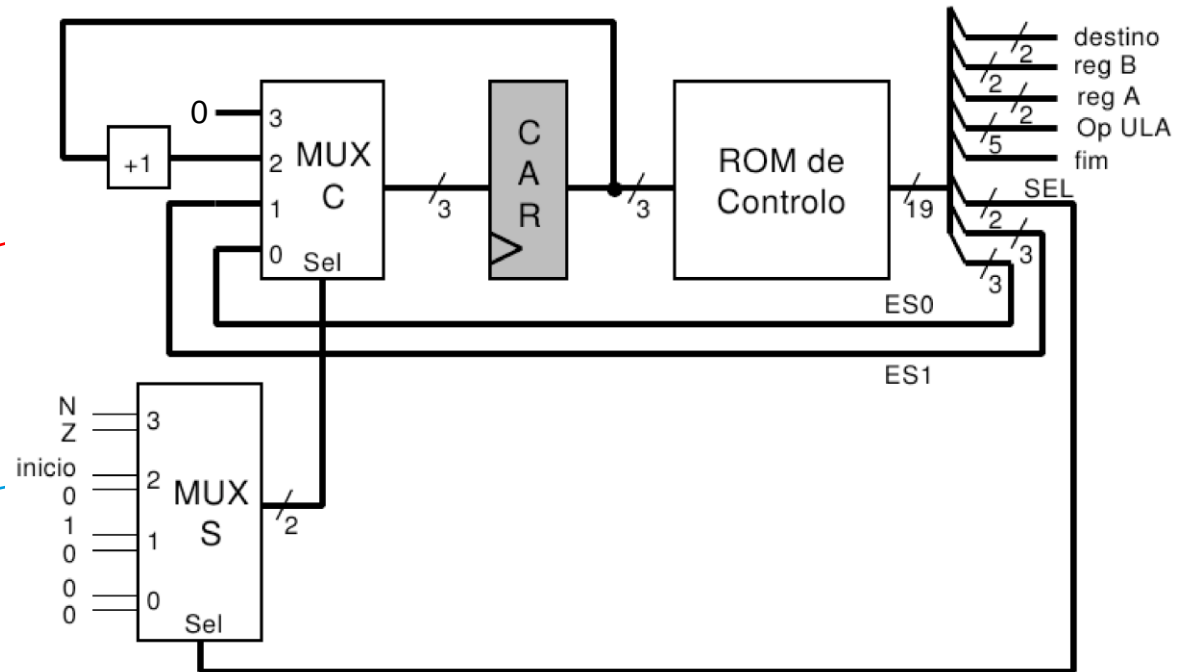 destino
2
reg B
2
reg A
2
Op ULA
5
fim
SEL
2
3
3
0
3
2
1
0
MUX
C
Sel
+1
3
C
A
R
3
ROM de
Controlo
19
ES0
ES1
N
Z
inicio
0
1
0
0
0
3
2
1
0
MUX
S
Sel
2